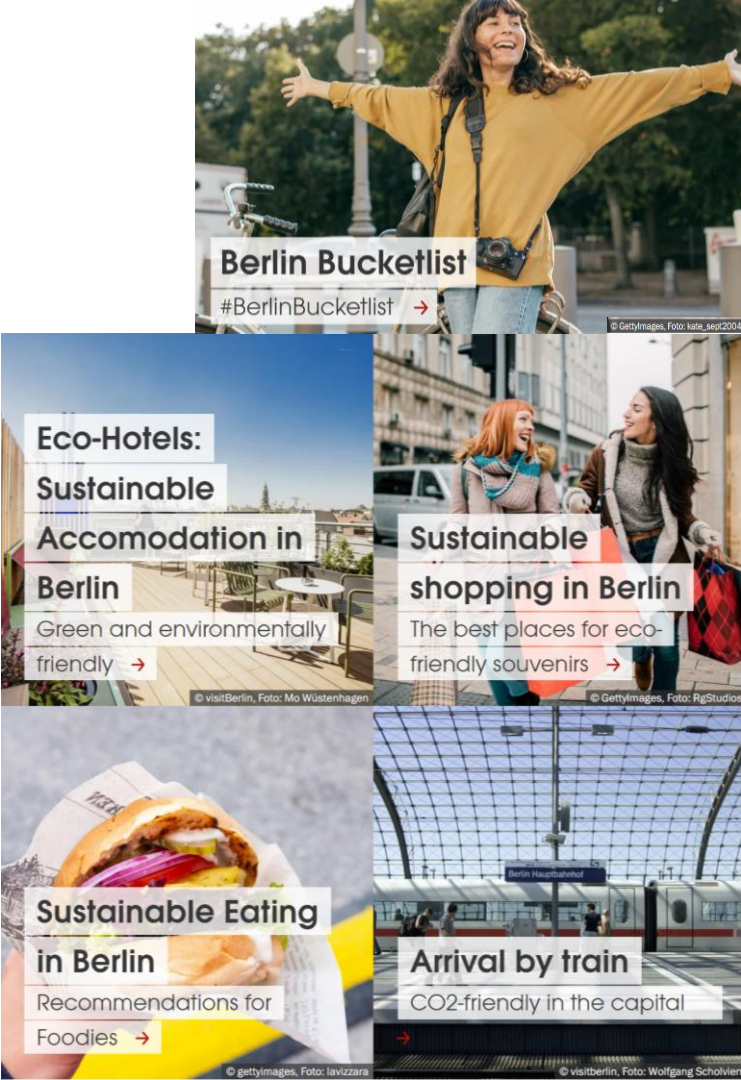 Berlin Bucketlist
#BerlinBucketlist →
© GettyImages, Foto: kate_sept2004
Eco-Hotels:
Sustainable
Accomodation in
Berlin
Green and environmentally
friendly →
© visitBerlin, Foto: Mo Wüstenhagen
Sustainable
shopping in Berlin
The best places for eco-
friendly souvenirs →
© GettyImages, Foto: RgStudios
Sustainable Eating
in Berlin
Recommendations for
Foodies →
© gettyimages, Foto: lavizzara
Berlin Hauptbahnhof
Arrival by train
CO2-friendly in the capital
→
© visitberlin, Foto: Wolfgang Scholvien